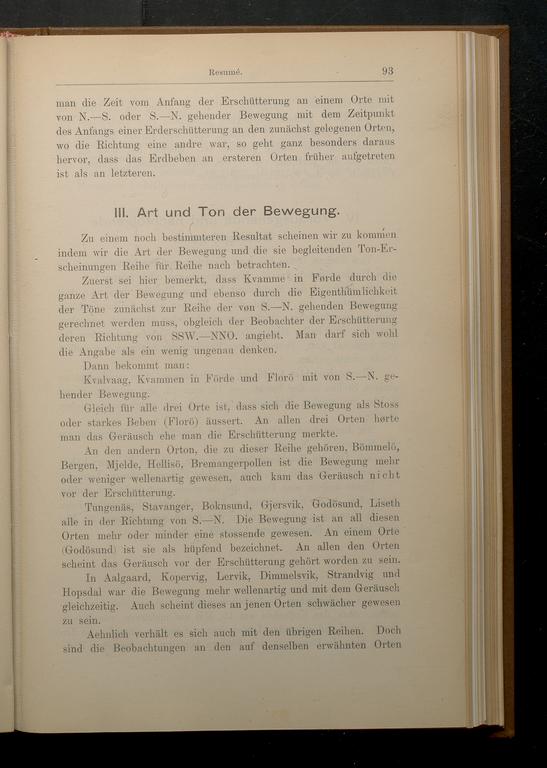 Resumé. 93
man die Zeit vom Anfang der Erschütterung an einem Orte mit
von N.—S. oder S.—N. gehender Bewegung mit dem Zeitpunkt
des Anfangs einer Erderschütterung an den zunächst gelegenen Orten,
wo die Richtung eine andre war, so geht ganz besonders daraus
hervor, dass das Erdbeben an ersteren Orten früher aufgetreten
ist als an letzteren.
III. Art und Ton der Bewegung.
Zu einem noch bestimmteren Resultat scheinen wir zu kommen
indem wir die Art der Bewegung und die sie begleitenden Ton-Er-
scheinungen Reihe für Reihe nach betrachten.
Zuerst sei hier bemerkt, dass Kvamme in Førde durch die
ganze Art der Bewegung und ebenso durch die Eigenthümlichkeit
der Töne zunächst zur Reihe der von S.—N. gehenden Bewegung
gerechnet werden muss, obgleich der Beobachter der Erschütterung
deren Richtung von SSW.—NNO. angiebt. Man darf sich wohl
die Angabe als ein wenig ungenau denken.
Dann bekommt man:
Kvalvaag, Kvammen in Förde und Florö mit von S.—N. ge-
hender Bewegung.
Gleich für alle drei Orte ist, dass sich die Bewegung als Stoss
oder starkes Beben (Florö) äussert. An allen drei Orten hørte
man das Geräusch ehe man die Erschütterung merkte.
An den andern Orton, die zu dieser Reihe gehören, Bömmelö,
Bergen, Mjelde, Hellisö, Bremangerpollen ist die Bewegung mehr
oder weniger wellenartig gewesen, auch kam das Geräusch nicht
vor der Erschütterung.
Tungenäs, Stavanger, Boknsund, Gjersvik, Godösund, Liseth
alle in der Richtung von S.—N. Die Bewegung ist an all diesen
Orten mehr oder minder eine stossende gewesen. An einem Orte
(Godösund) ist sie als hüpfend bezeichnet. An allen den Orten
scheint das Geräusch vor der Erschütterung gehört worden zu sein.
In Aalgaard, Kopervig, Lervik, Dimmelsvik, Strandvig und
Hopsdal war die Bewegung mehr wellenartig und mit dem Geräusch
gleichzeitig. Auch scheint dieses an jenen Orten schwächer gewesen
zu sein.
Aehnlich verhält es sich auch mit den übrigen Reihen. Doch
sind die Beobachtungen an den auf denselben erwähnten Orten